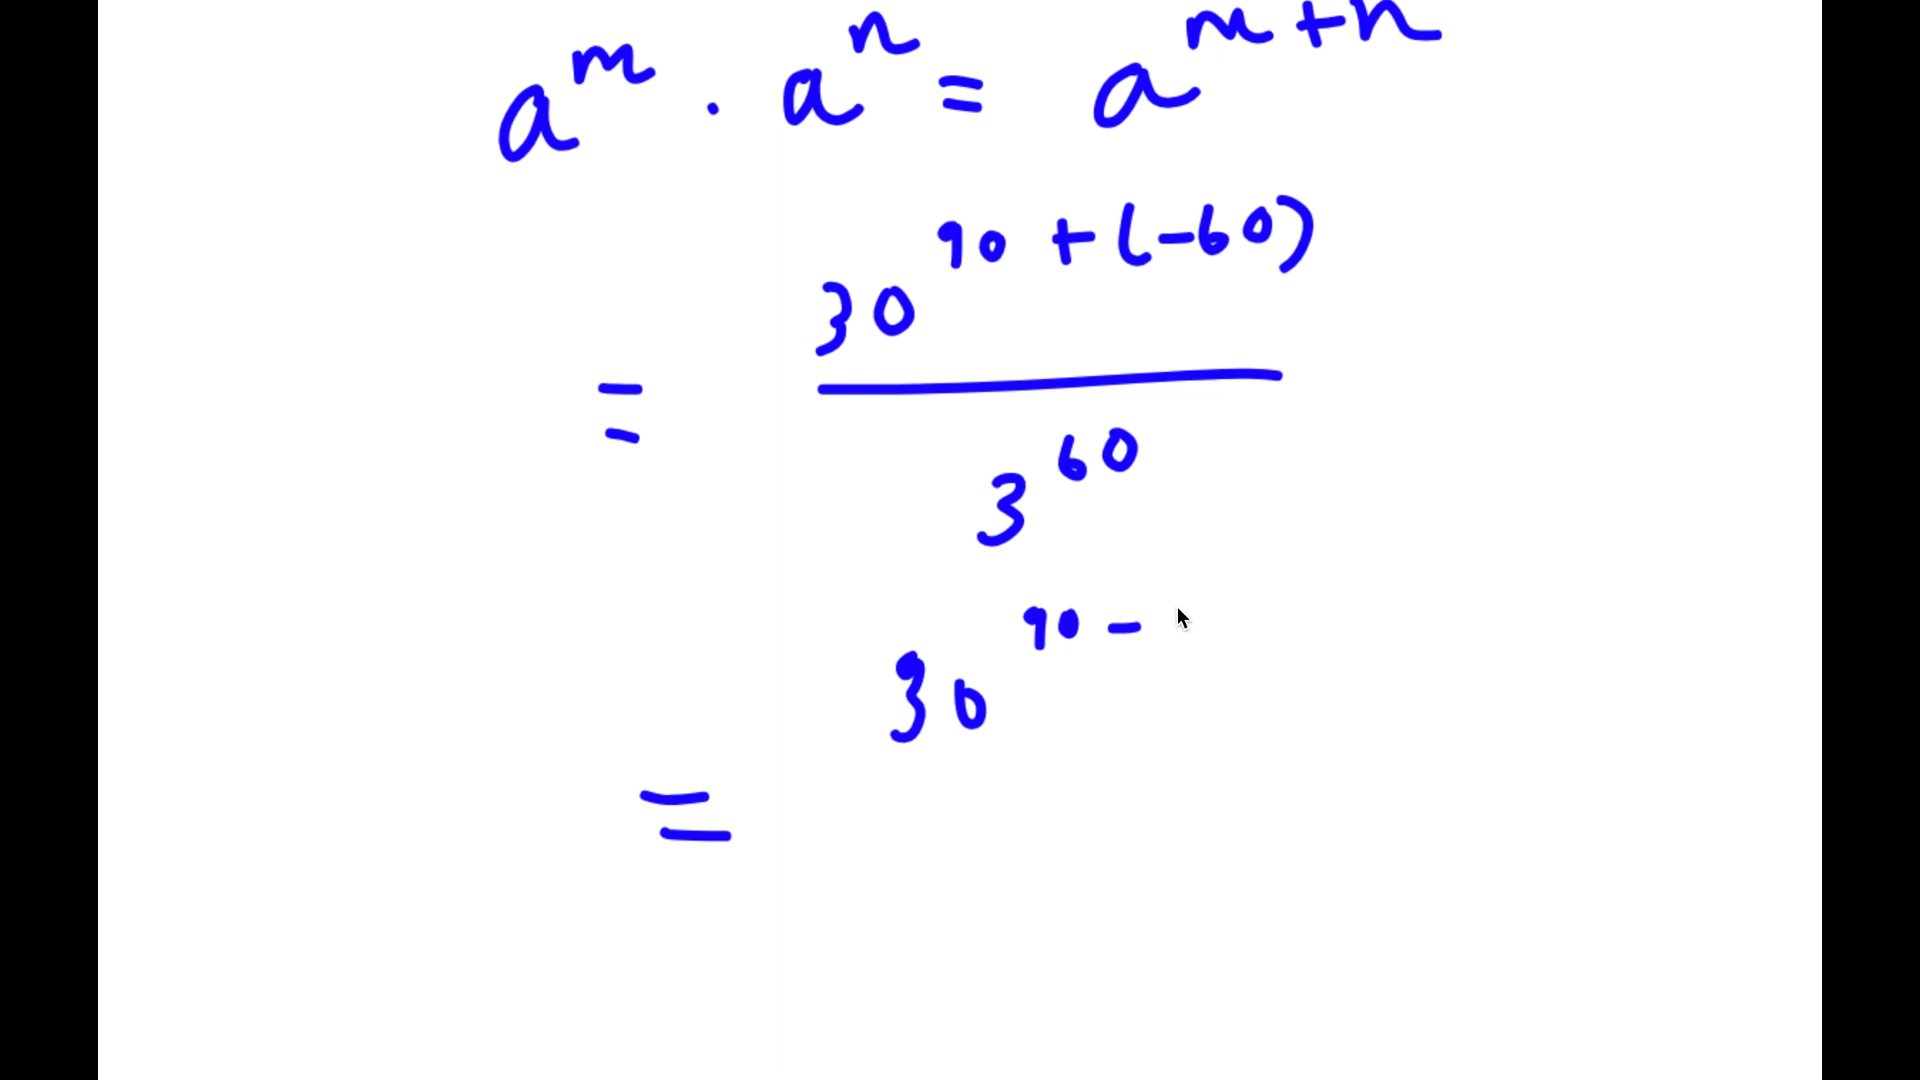 a^m · a^n = a^{m+n}
= 30^{90 + (-60)} / 3^{60}
= 30^{90 -